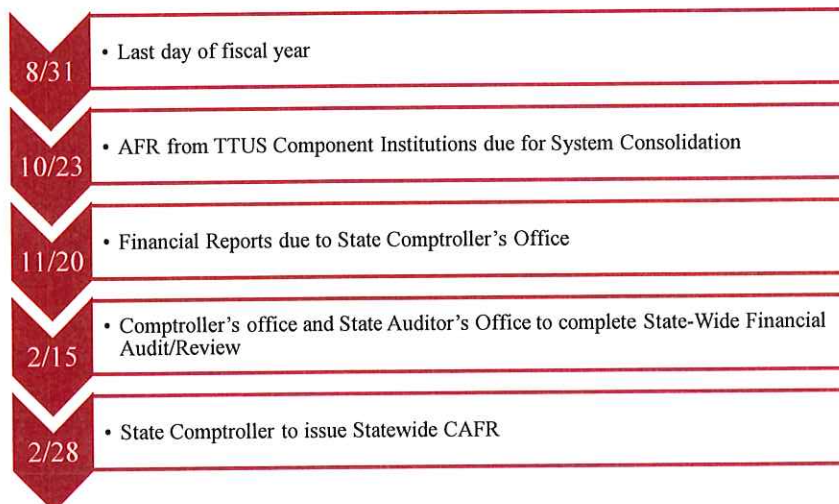 8/31
• Last day of fiscal year
10/23
• AFR from TTUS Component Institutions due for System Consolidation
11/20
• Financial Reports due to State Comptroller's Office
2/15
• Comptroller's office and State Auditor's Office to complete State-Wide Financial
Audit/Review
2/28
• State Comptroller to issue Statewide CAFR